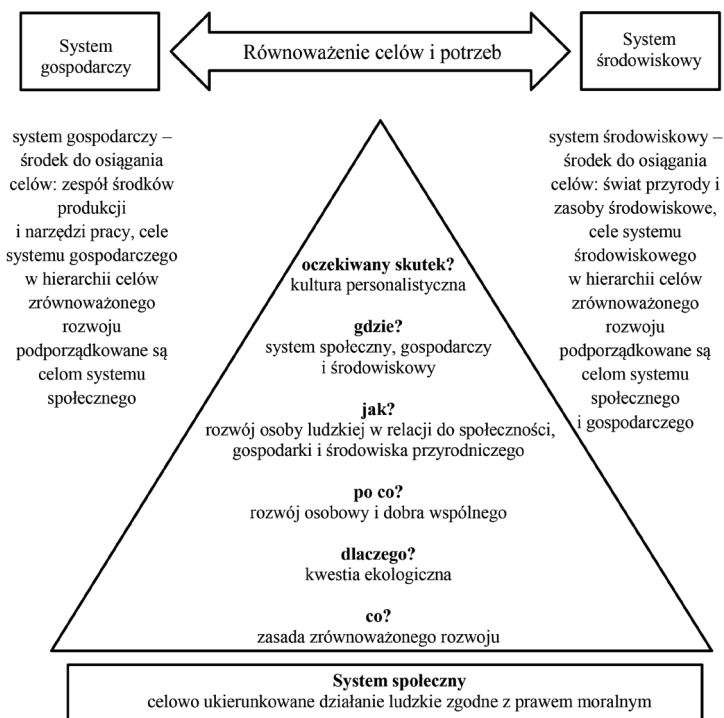 System
gospodarczy
Równoważenie celów i potrzeb
System
środowiskowy
system gospodarczy –
środek do osiągania
celów: zespół środków
produkcji
i narzędzi pracy, cele
systemu gospodarczego
w hierarchii celów
zrównoważonego
rozwoju
podporządkowane są
celom systemu
społecznego
system środowiskowy –
środek do osiągania
celów: świat przyrody i
zasoby środowiskowe,
cele systemu
środowiskowego
w hierarchii celów
zrównoważonego
rozwoju
podporządkowane są
celom systemu
społecznego
i gospodarczego
oczekiwany skutek?
kultura personalistyczna
gdzie?
system społeczny, gospodarczy
i środowiskowy
jak?
rozwój osoby ludzkiej w relacji do społeczności,
gospodarki i środowiska przyrodniczego
po co?
rozwój osobowy i dobra wspólnego
dlaczego?
kwestia ekologiczna
co?
zasada zrównoważonego rozwoju
System społeczny
celowo ukierunkowane działanie ludzkie zgodne z prawem moralnym